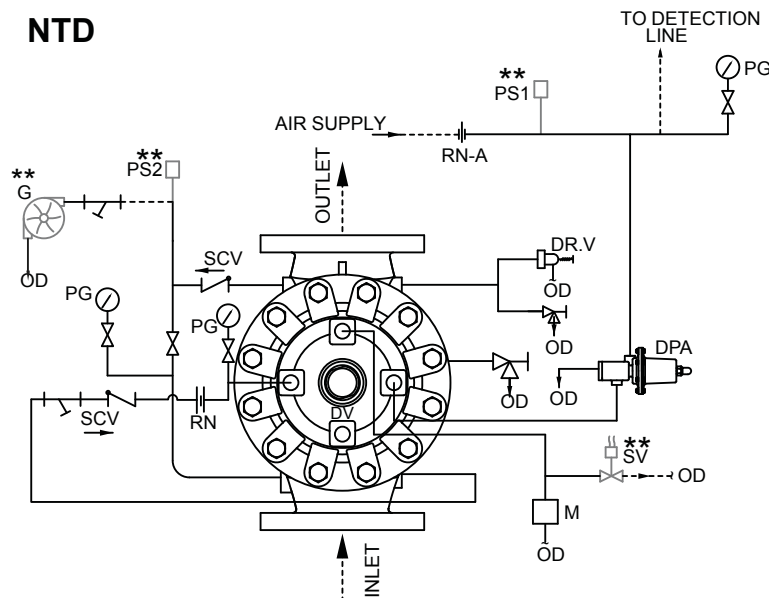 NTD
TO DETECTION
LINE
PG
**
PS1
AIR SUPPLY
RN-A
**
PS2
**
G
OUTLET
DR.V
SCV
OD
OD
PG
PG
OD
DPA
DV
OD
OD
SCV
RN
**
SV
OD
M
OD
INLET